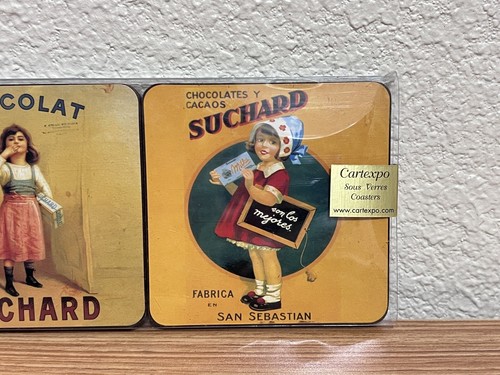 COLAT
CHARD
CHOCOLATES Y
CACAOS
SUCHARD
son los
mejores.
FABRICA
EN
SAN SEBASTIAN
Cartexpo
Sous Verres
Coasters
www.cartexpo.com